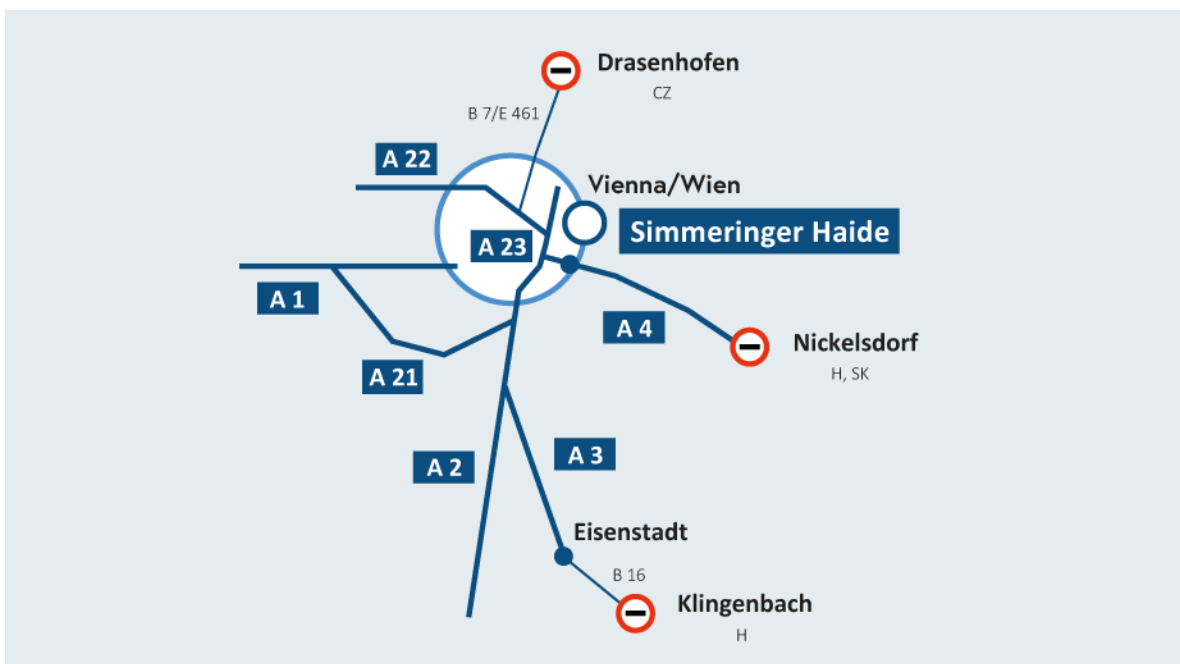 Drasenhofen
CZ
B 7/E 461
A 22
Vienna/Wien
Simmeringer Haide
A 23
A 1
A 4
Nickelsdorf
H, SK
A 21
A 2
A 3
Eisenstadt
B 16
Klingenbach
H